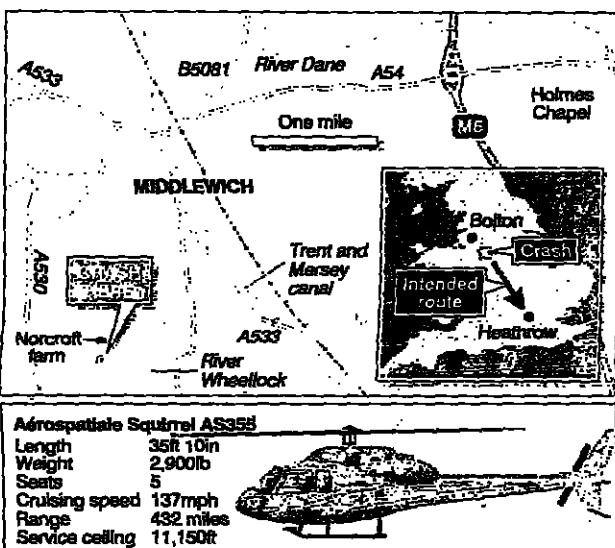 A533
B5081
River Dane
A54
Holmes
Chapel
One mile
M6
MIDDLEWICH
Bolton
Crash
Trent and
Mersey
canal
Intended
route
A530
Heathrow
A533
Norcroft
farm
River
Wheelock
Aérospatiale Squirrel AS355
Length 35ft 10in
Weight 2,900lb
Seats 5
Cruising speed 137mph
Range 432 miles
Service ceiling 11,150ft